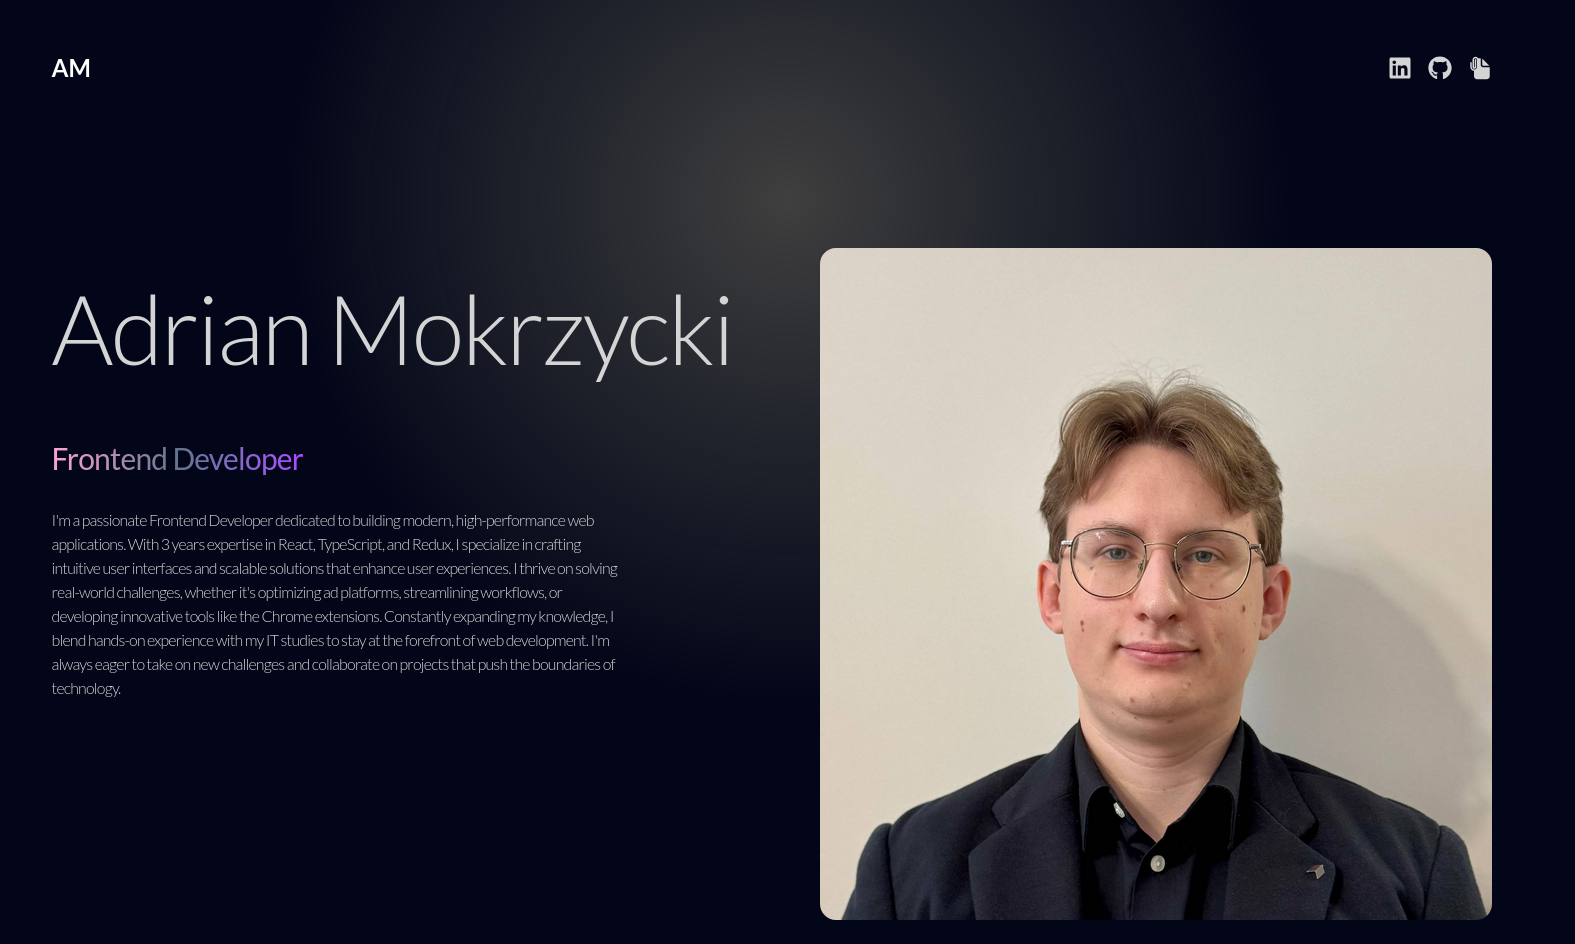 AM
Adrian Mokrzycki
Frontend Developer
I'm a passionate Frontend Developer dedicated to building modern, high-performance web
applications. With 3 years expertise in React, TypeScript, and Redux, I specialize in crafting
intuitive user interfaces and scalable solutions that enhance user experiences. I thrive on solving
real-world challenges, whether it's optimizing ad platforms, streamlining workflows, or
developing innovative tools like the Chrome extensions. Constantly expanding my knowledge, I
blend hands-on experience with my IT studies to stay at the forefront of web development. I'm
always eager to take on new challenges and collaborate on projects that push the boundaries of
technology.